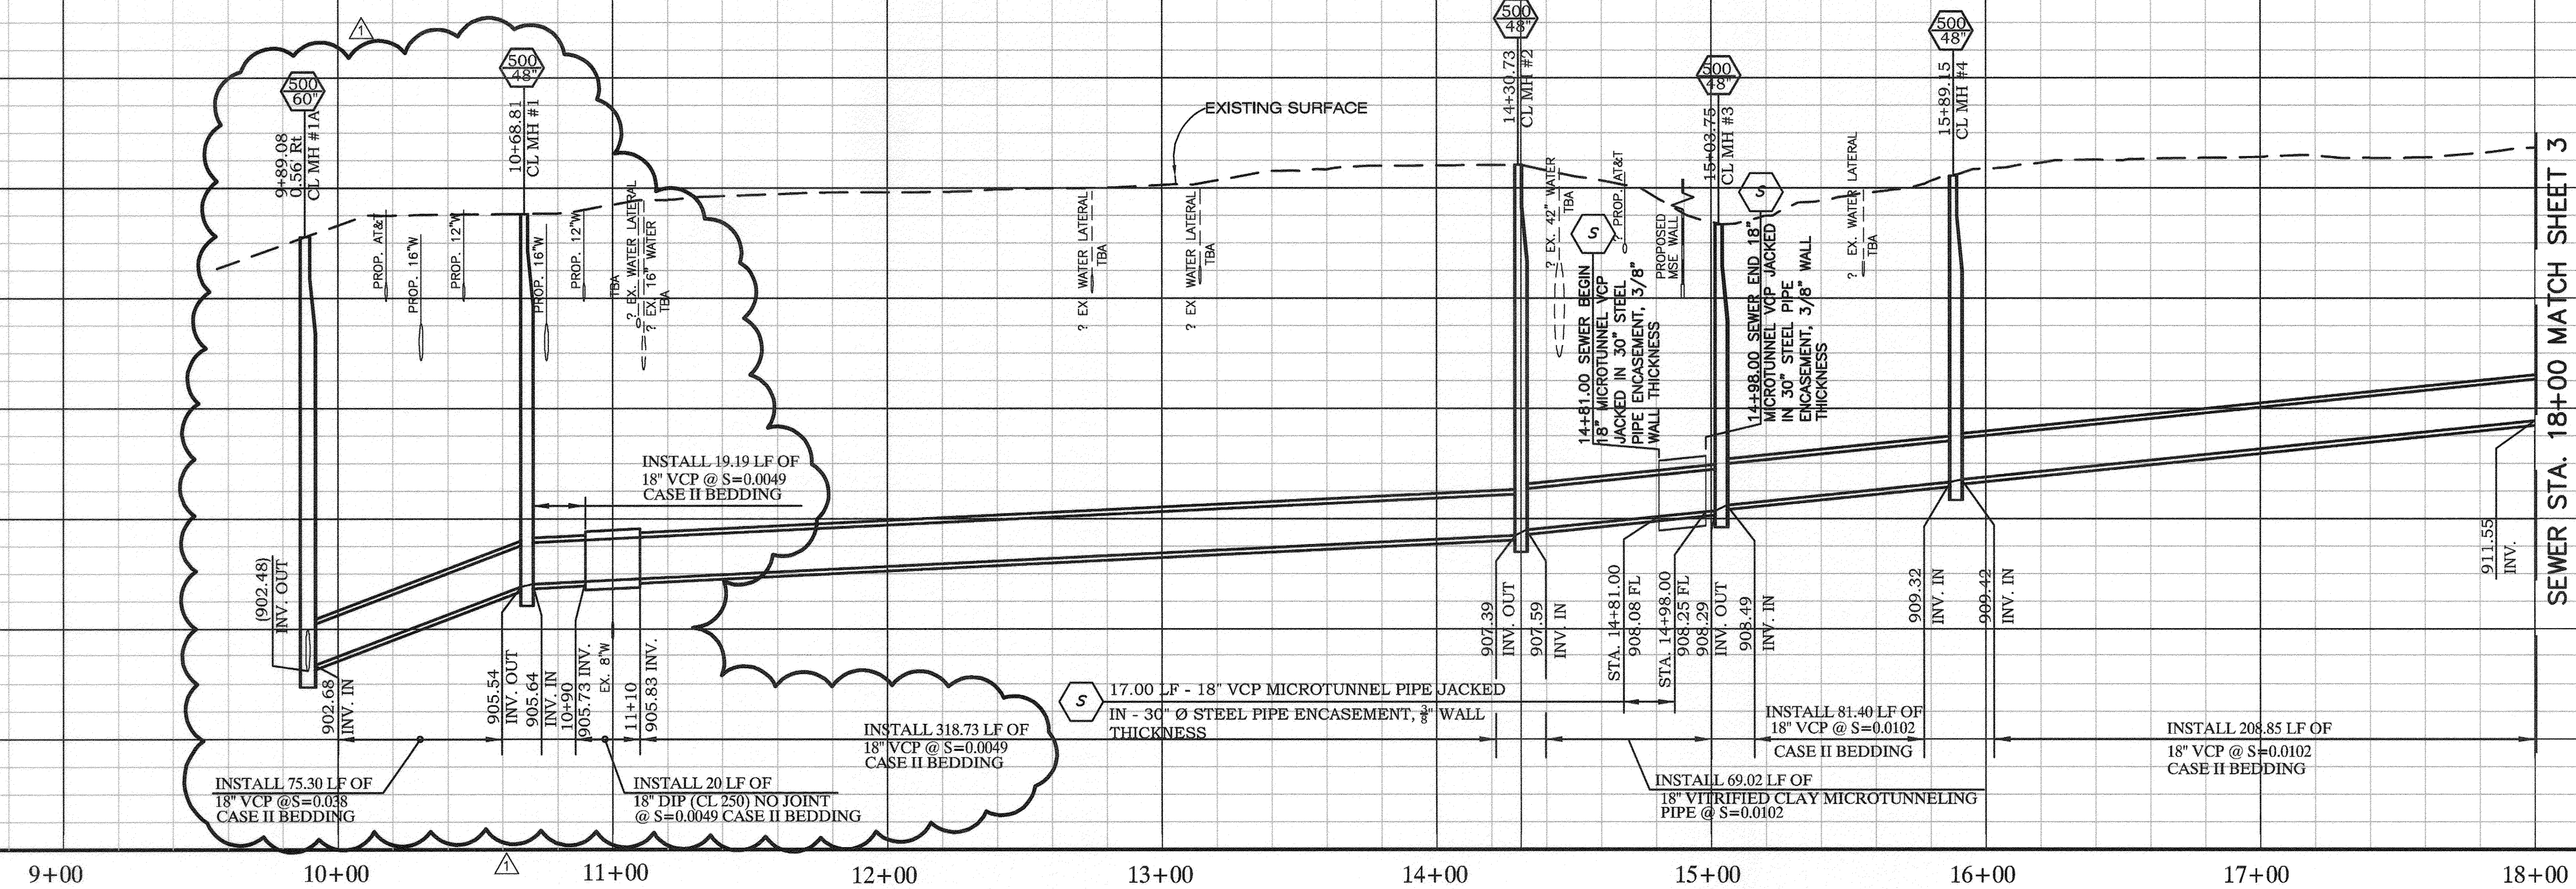 1
500
60"
9+89.08
0.56' Rt
CL MH #1A
500
48"
10+68.81
CL MH #1
500
48"
14+30.73
CL MH #2
500
48"
15+03.75
CL MH #3
500
48"
15+89.15
CL MH #4
EXISTING SURFACE
PROP. AT&T
PROP. 16"W
PROP. 12"W
PROP. 16"W
PROP. 12"W
TBA
? EX. WATER LATERAL
? EX. 16" WATER
TBA
? EX WATER LATERAL
TBA
? EX WATER LATERAL
TBA
? EX. 42" WATER
TBA
S
? PROP. AT&T
PROPOSED
MSE WALL
S
? EX. WATER LATERAL
TBA
14+81.00 SEWER BEGIN
18" MICROTUNNEL VCP
JACKED IN 30" STEEL
PIPE ENCASEMENT, 3/8"
WALL THICKNESS
14+98.00 SEWER END 18"
MICROTUNNEL VCP JACKED
IN 30" STEEL PIPE
ENCASEMENT, 3/8" WALL
THICKNESS
SEWER STA. 18+00 MATCH SHEET 3
INSTALL 19.19 LF OF
18" VCP @ S=0.0049
CASE II BEDDING
(902.48)
INV. OUT
902.68
INV. IN
905.54
INV. OUT
905.64
INV. IN
10+90
905.73 INV.
EX. 8"W
11+10
905.83 INV.
907.39
INV. OUT
907.59
INV. IN
STA. 14+81.00
908.08 FL
STA. 14+98.00
908.25 FL
908.29
INV. OUT
908.49
INV. IN
909.32
INV. IN
909.42
INV. IN
911.55
INV.
S
17.00 LF - 18" VCP MICROTUNNEL PIPE JACKED
IN - 30" Ø STEEL PIPE ENCASEMENT, 3/8" WALL
THICKNESS
INSTALL 75.30 LF OF
18" VCP @S=0.038
CASE II BEDDING
INSTALL 20 LF OF
18" DIP (CL 250) NO JOINT
@ S=0.0049 CASE II BEDDING
INSTALL 318.73 LF OF
18" VCP @ S=0.0049
CASE II BEDDING
INSTALL 69.02 LF OF
18" VITRIFIED CLAY MICROTUNNELING
PIPE @ S=0.0102
INSTALL 81.40 LF OF
18" VCP @ S=0.0102
CASE II BEDDING
INSTALL 208.85 LF OF
18" VCP @ S=0.0102
CASE II BEDDING
1
9+00
10+00
11+00
12+00
13+00
14+00
15+00
16+00
17+00
18+00